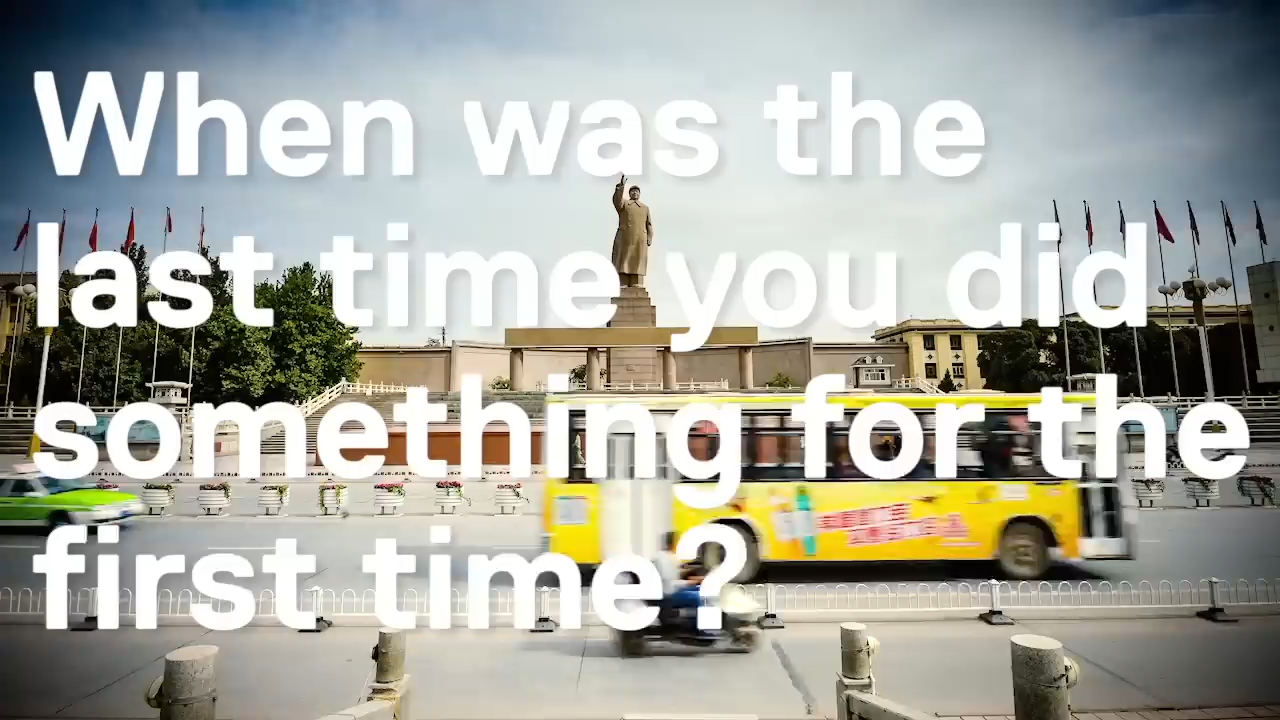 When was the
last time you did
something for the
first time?